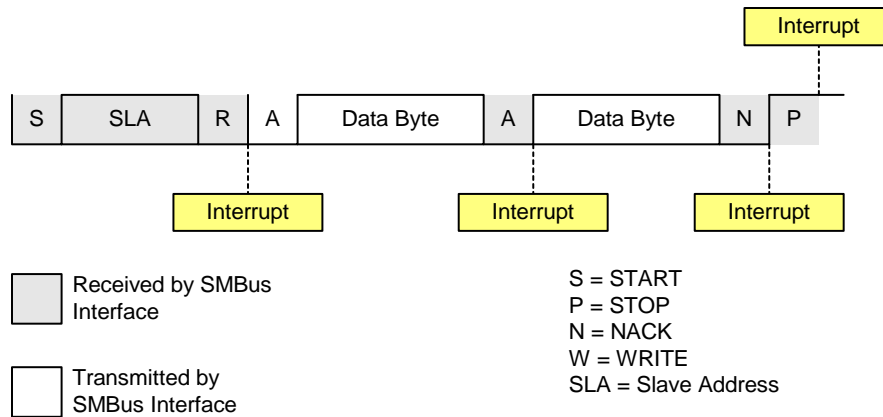 Interrupt
S
SLA
R
A
Data Byte
A
Data Byte
N
P
Interrupt
Interrupt
Interrupt
Received by SMBus
Interface
Transmitted by
SMBus Interface
S = START
P = STOP
N = NACK
W = WRITE
SLA = Slave Address